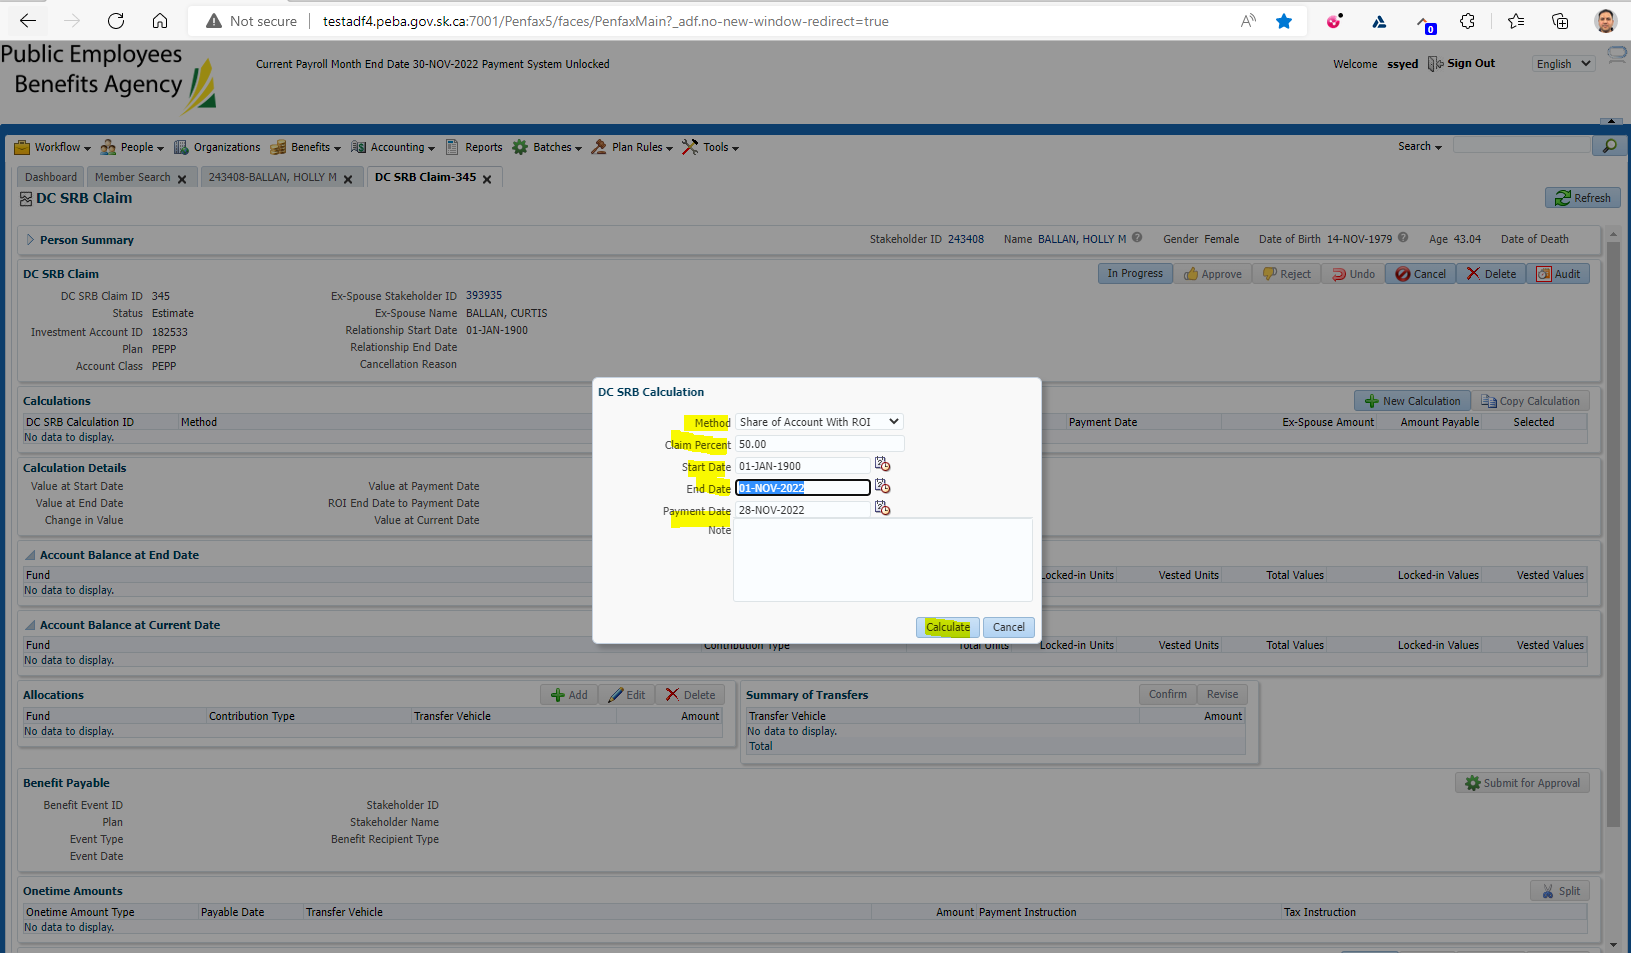 Not secure testadf4.peba.gov.sk.ca:7001/Penfax5/faces/PenfaxMain?_adf.no-new-window-redirect=true
0
Public Employees
Benefits Agency
Current Payroll Month End Date 30-NOV-2022 Payment System Unlocked
Welcome ssyed Sign Out English
Workflow People Organizations Benefits Accounting Reports Batches Plan Rules Tools Search
Dashboard Member Search 243408-BALLAN, HOLLY M DC SRB Claim-345
DC SRB Claim Refresh
Person Summary Stakeholder ID 243408 Name BALLAN, HOLLY M Gender Female Date of Birth 14-NOV-1979 Age 43.04 Date of Death
DC SRB Claim In Progress Approve Reject Undo Cancel Delete Audit
DC SRB Claim ID 345 Ex-Spouse Stakeholder ID 393935
Status Estimate Ex-Spouse Name BALLAN, CURTIS
Investment Account ID 182533 Relationship Start Date 01-JAN-1900
Plan PEPP Relationship End Date
Account Class PEPP Cancellation Reason
Calculations New Calculation Copy Calculation
DC SRB Calculation ID Method Payment Date Ex-Spouse Amount Amount Payable Selected
No data to display.
Calculation Details
Value at Start Date Value at Payment Date
Value at End Date ROI End Date to Payment Date
Change in Value Value at Current Date
DC SRB Calculation
Method Share of Account With ROI
Claim Percent 50.00
Start Date 01-JAN-1900
End Date 01-NOV-2022
Payment Date 28-NOV-2022
Note
Calculate Cancel
Account Balance at End Date
Fund Locked-in Units Vested Units Total Values Locked-in Values Vested Values
No data to display.
Account Balance at Current Date
Fund Contribution Type Total Units Locked-in Units Vested Units Total Values Locked-in Values Vested Values
No data to display.
Allocations Add Edit Delete
Fund Contribution Type Transfer Vehicle Amount
No data to display.
Summary of Transfers Confirm Revise
Transfer Vehicle Amount
No data to display.
Total
Benefit Payable Submit for Approval
Benefit Event ID Stakeholder ID
Plan Stakeholder Name
Event Type Benefit Recipient Type
Event Date
Onetime Amounts Split
Onetime Amount Type Payable Date Transfer Vehicle Amount Payment Instruction Tax Instruction
No data to display.